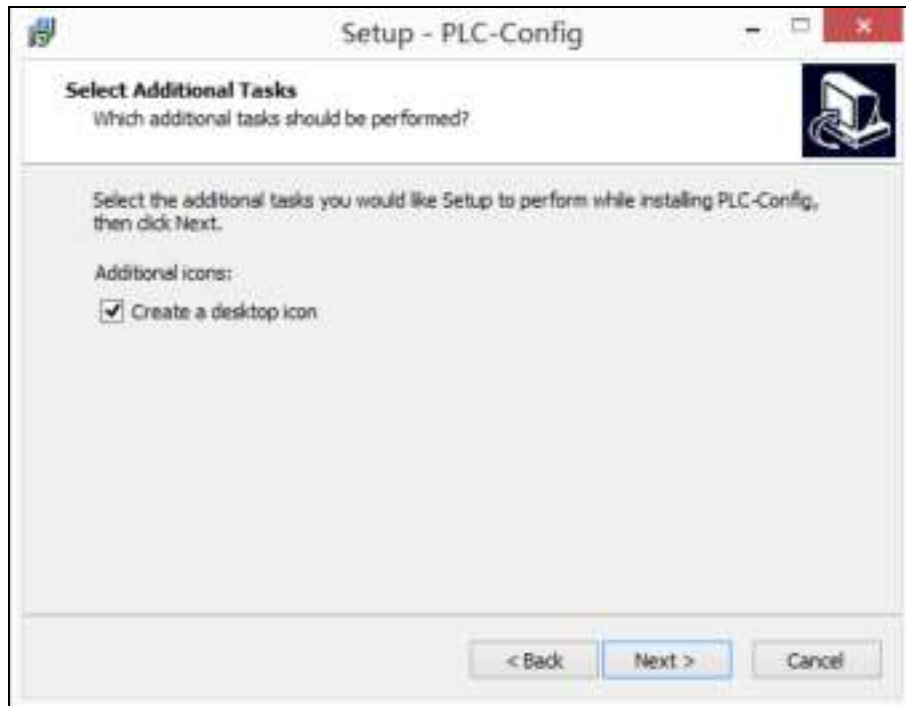 Setup - PLC-Config
Select Additional Tasks
Which additional tasks should be performed?
Select the additional tasks you would like Setup to perform while installing PLC-Config,
then click Next.
Additional icons:
Create a desktop icon
< Back
Next >
Cancel